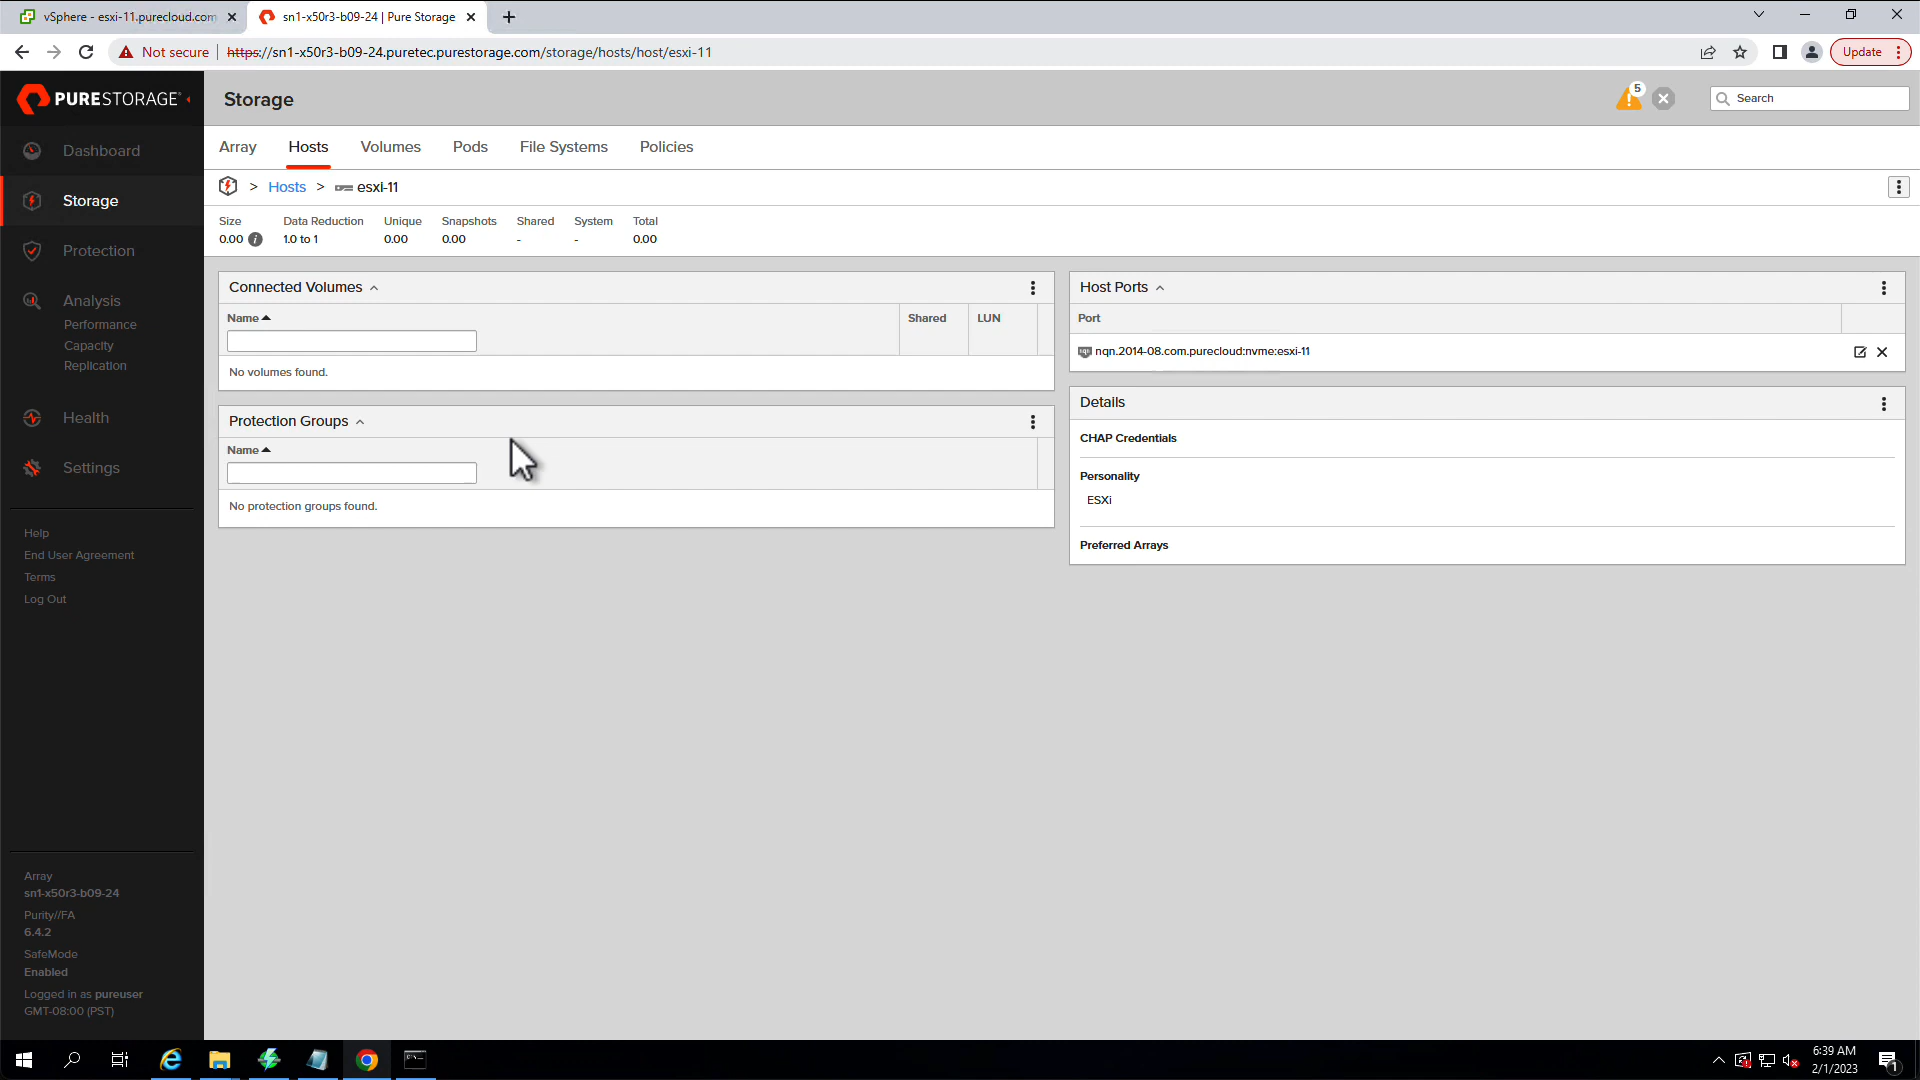 vSphere - esxi-11.purecloud.com
sn1-x50r3-b09-24 | Pure Storage
Not secure
https://sn1-x50r3-b09-24.puretec.purestorage.com/storage/hosts/host/esxi-11
Update
PURESTORAGE
Storage
5
Search
Dashboard
Storage
Protection
Analysis
Performance
Capacity
Replication
Health
Settings
Help
End User Agreement
Terms
Log Out
Array
sn1-x50r3-b09-24
Purity//FA
6.4.2
SafeMode
Enabled
Logged in as pureuser
GMT-08:00 (PST)
Array Hosts Volumes Pods File Systems Policies
> Hosts > esxi-11
Size Data Reduction Unique Snapshots Shared System Total
0.00 1.0 to 1 0.00 0.00 - - 0.00
Connected Volumes
Name Shared LUN
No volumes found.
Protection Groups
Name
No protection groups found.
Host Ports
Port
nqn.2014-08.com.purecloud:nvme:esxi-11
Details
CHAP Credentials
Personality
ESXi
Preferred Arrays
6:39 AM
2/1/2023
1